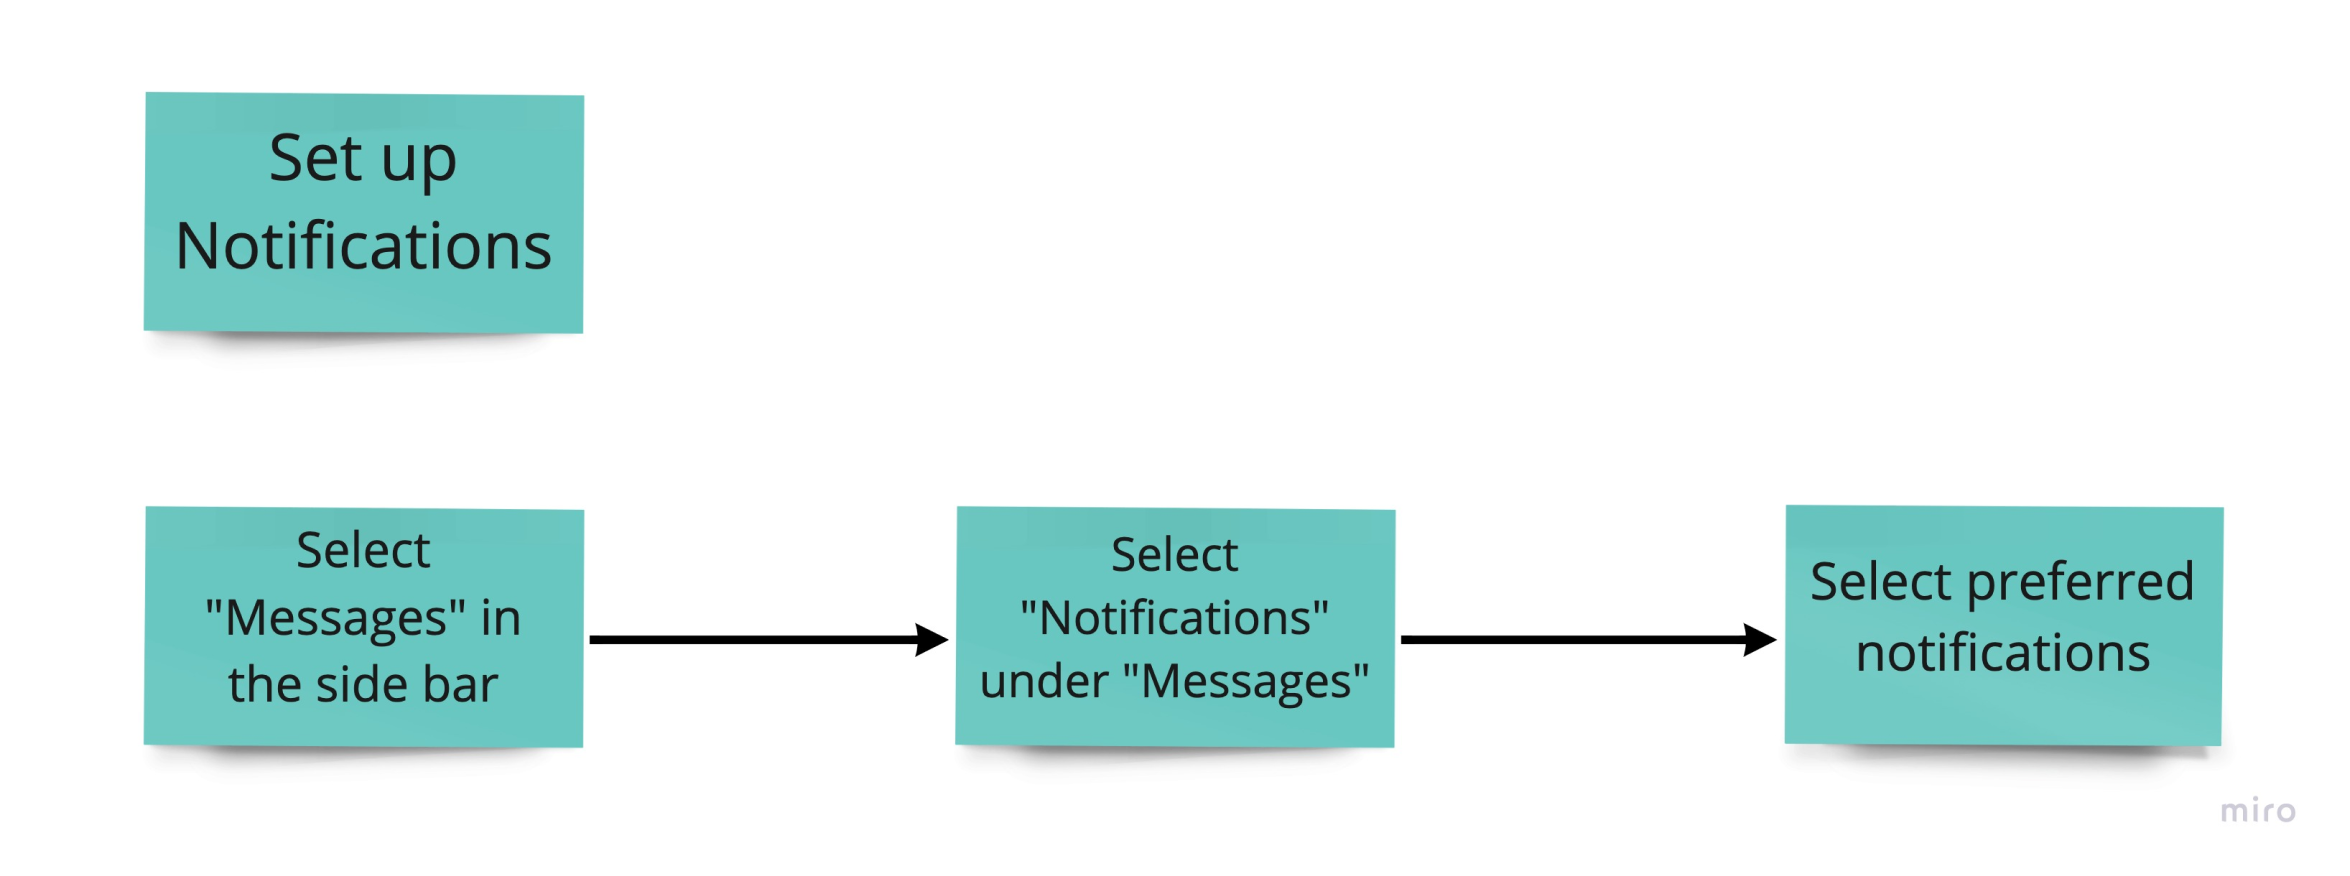 Set up
Notifications
Select
"Messages" in
the side bar
Select
"Notifications"
under "Messages"
Select preferred
notifications
miro